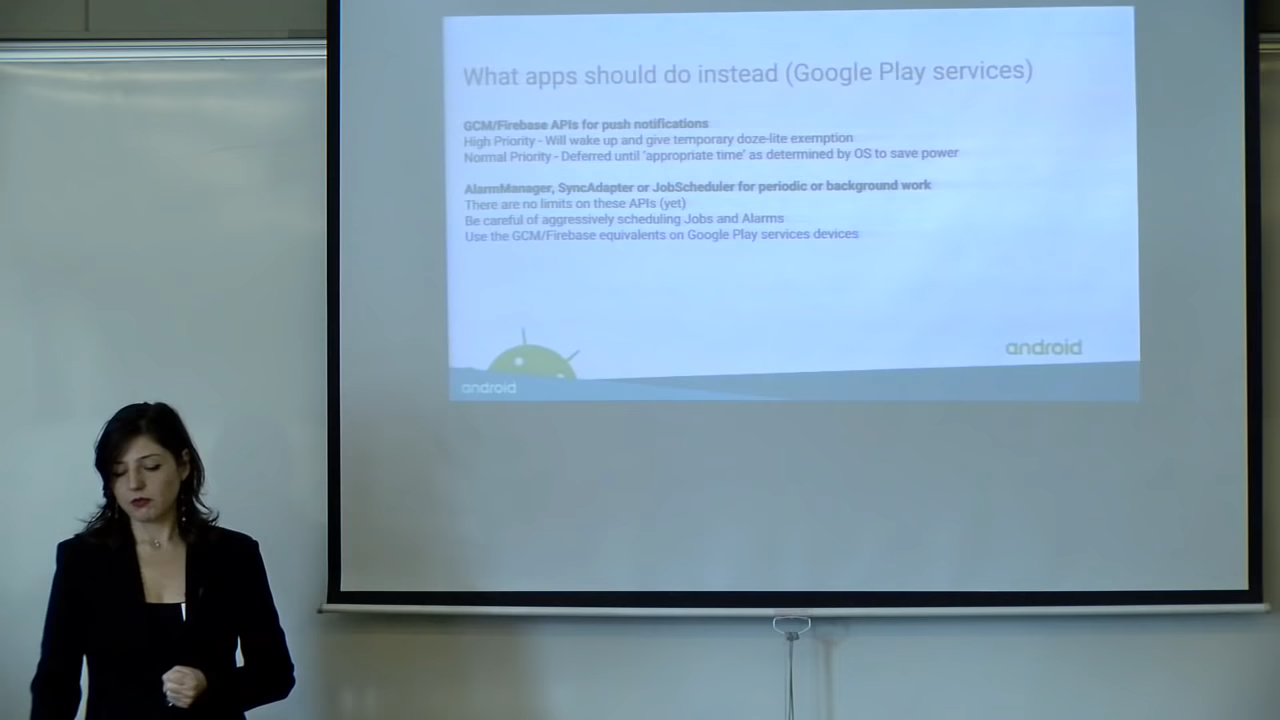 What apps should do instead (Google Play services)
GCM/Firebase APIs for push notifications
High Priority - Will wake up and give temporary doze-lite exemption
Normal Priority - Deferred until 'appropriate time' as determined by OS to save power
AlarmManager, SyncAdapter or JobScheduler for periodic or background work
There are no limits on these APIs (yet)
Be careful of aggressively scheduling Jobs and Alarms
Use the GCM/Firebase equivalents on Google Play services devices
android
android